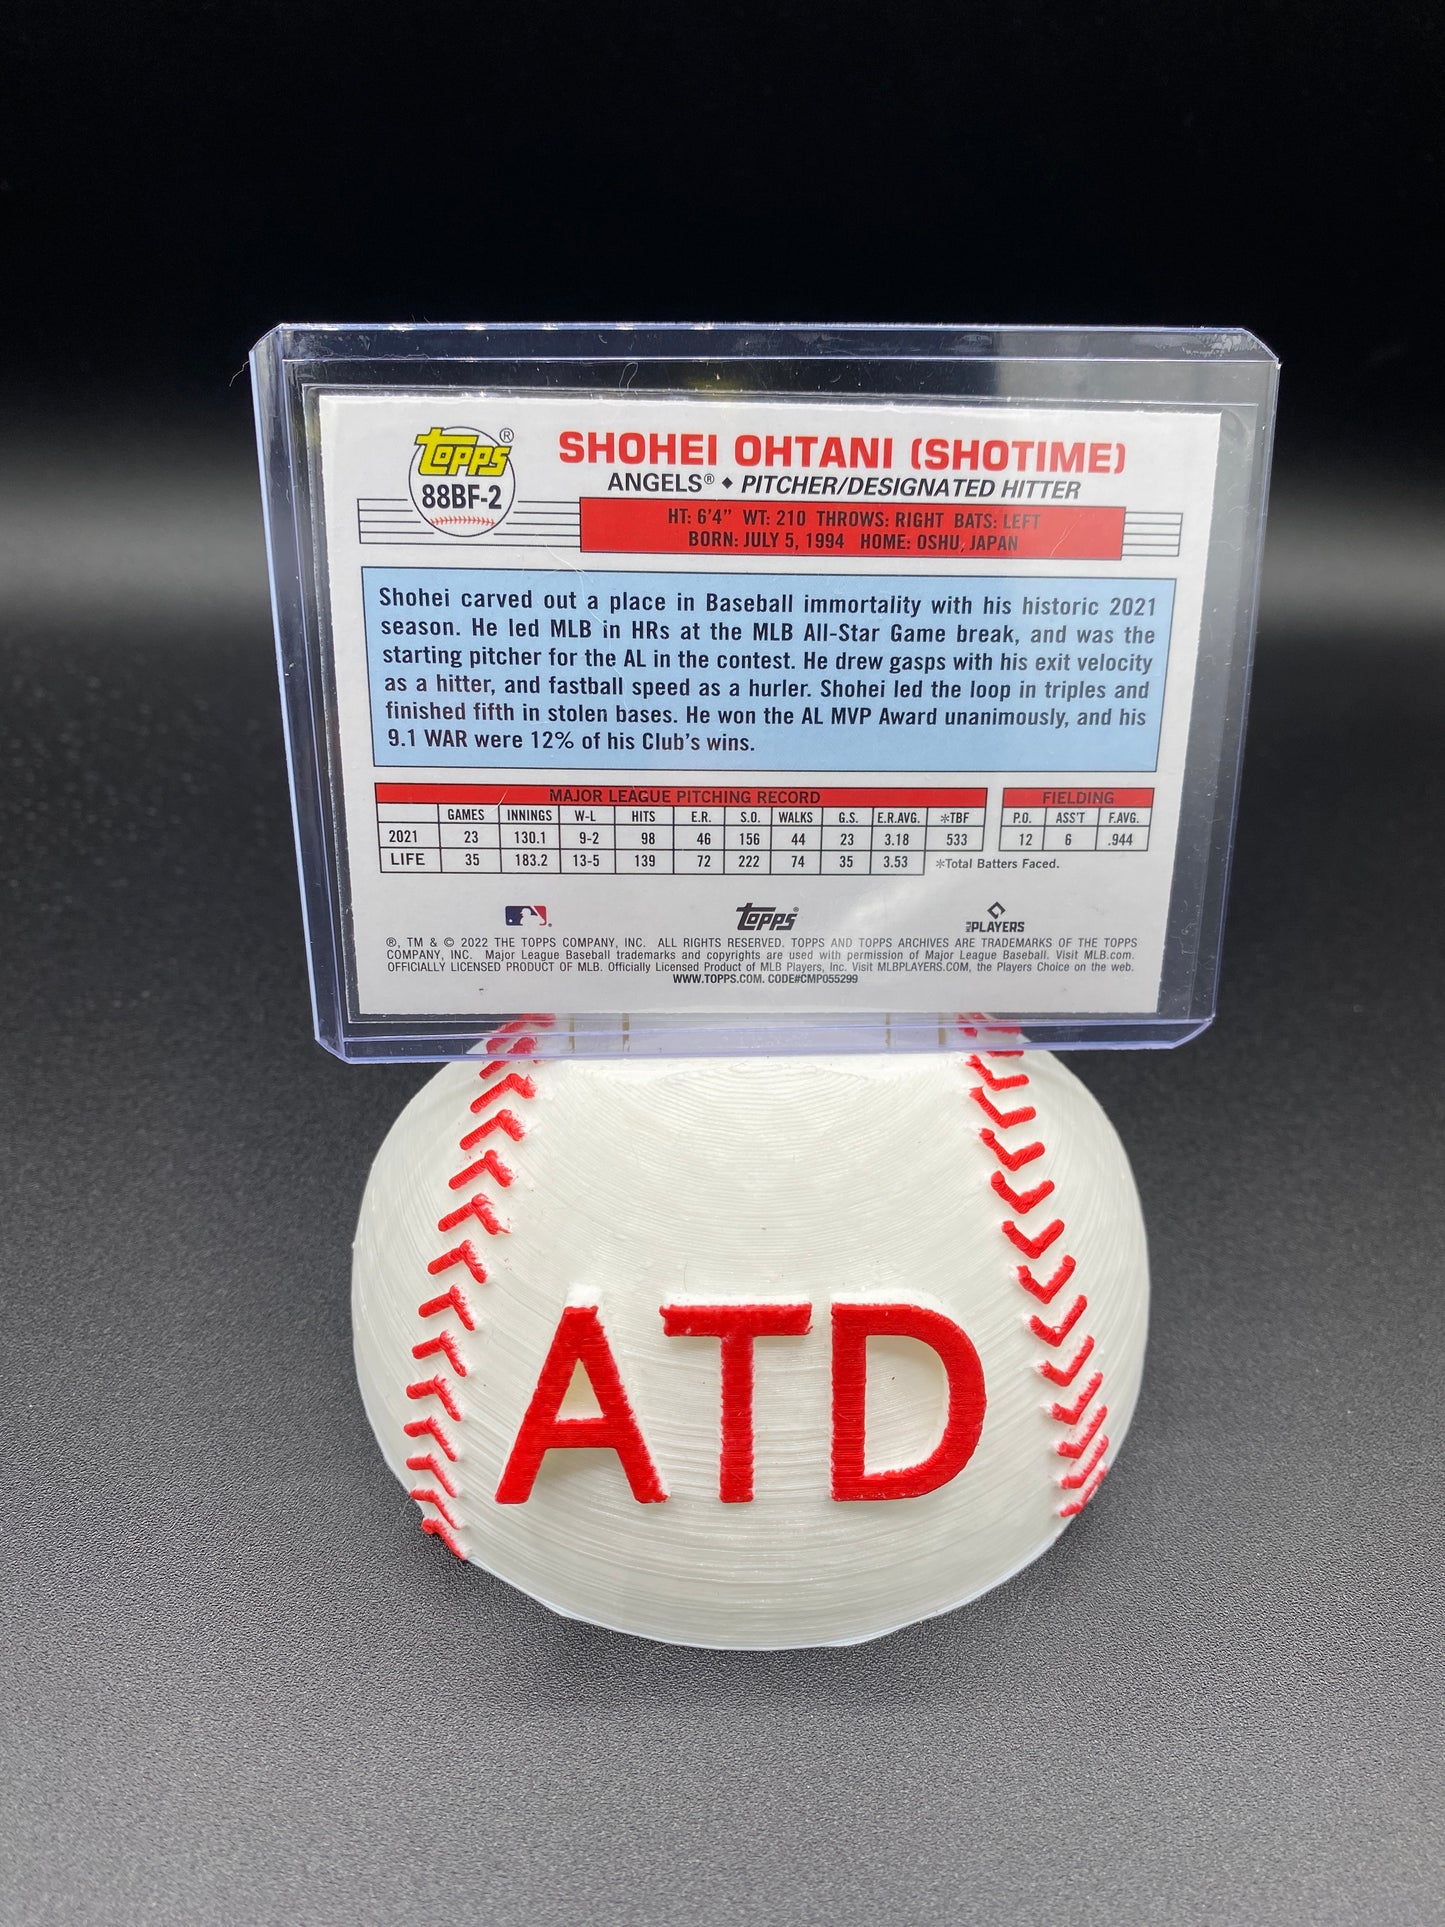 Topps®
88BF-2
SHOHEI OHTANI (SHOTIME)
ANGELS® ◆ PITCHER/DESIGNATED HITTER
HT: 6'4" WT: 210 THROWS: RIGHT BATS: LEFT
BORN: JULY 5, 1994 HOME: OSHU, JAPAN
Shohei carved out a place in Baseball immortality with his historic 2021
season. He led MLB in HRs at the MLB All-Star Game break, and was the
starting pitcher for the AL in the contest. He drew gasps with his exit velocity
as a hitter, and fastball speed as a hurler. Shohei led the loop in triples and
finished fifth in stolen bases. He won the AL MVP Award unanimously, and his
9.1 WAR were 12% of his Club's wins.
MAJOR LEAGUE PITCHING RECORD
GAMES INNINGS W-L HITS E.R. S.O. WALKS G.S. E.R.AVG. *TBF
2021 23 130.1 9-2 98 46 156 44 23 3.18 533
LIFE 35 183.2 13-5 139 72 222 74 35 3.53
FIELDING
P.O. ASS'T F.AVG.
12 6 .944
*Total Batters Faced.
Topps®
MLB PLAYERS
®, TM & © 2022 THE TOPPS COMPANY, INC. ALL RIGHTS RESERVED. TOPPS AND TOPPS ARCHIVES ARE TRADEMARKS OF THE TOPPS
COMPANY, INC. Major League Baseball trademarks and copyrights are used with permission of Major League Baseball. Visit MLB.com.
OFFICIALLY LICENSED PRODUCT OF MLB. Officially Licensed Product of MLB Players, Inc. Visit MLBPLAYERS.COM, the Players Choice on the web.
WWW.TOPPS.COM. CODE#CMP055299
ATD